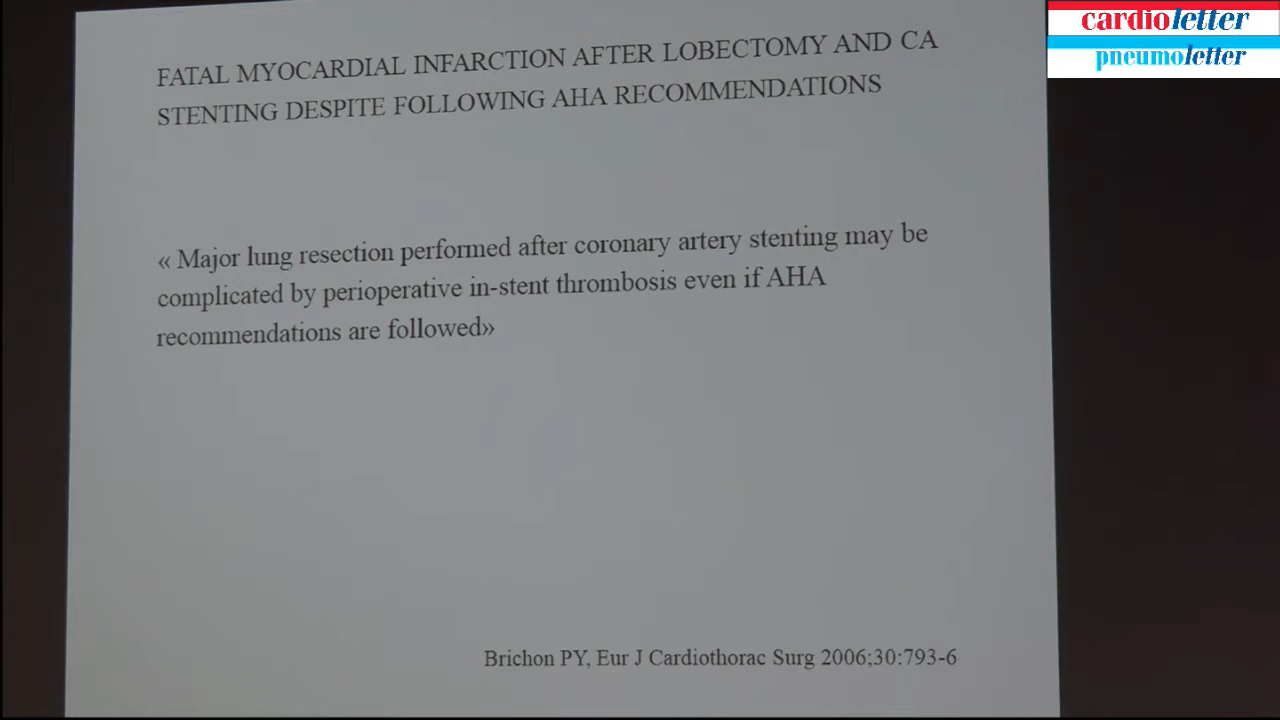 cardioletter
pneumoletter
FATAL MYOCARDIAL INFARCTION AFTER LOBECTOMY AND CA
STENTING DESPITE FOLLOWING AHA RECOMMENDATIONS
« Major lung resection performed after coronary artery stenting may be
complicated by perioperative in-stent thrombosis even if AHA
recommendations are followed»
Brichon PY, Eur J Cardiothorac Surg 2006;30:793-6